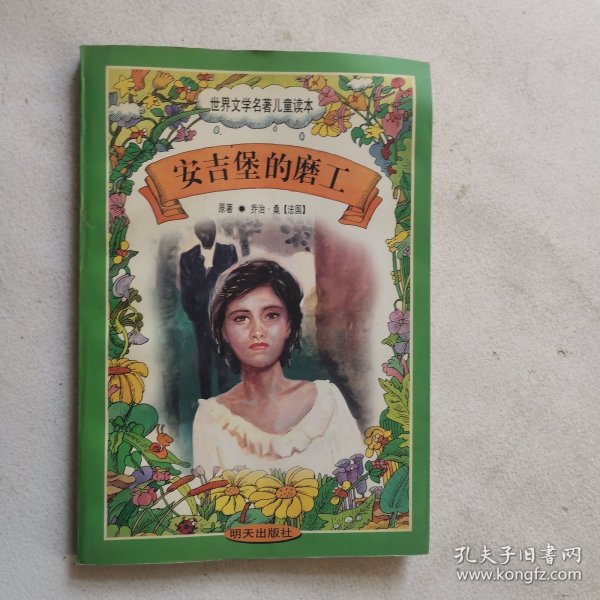 世界文学名著儿童读本
安吉堡的磨工
原著 ● 乔治·桑【法国】
明天出版社
孔夫子旧书网
www.kongfz.com